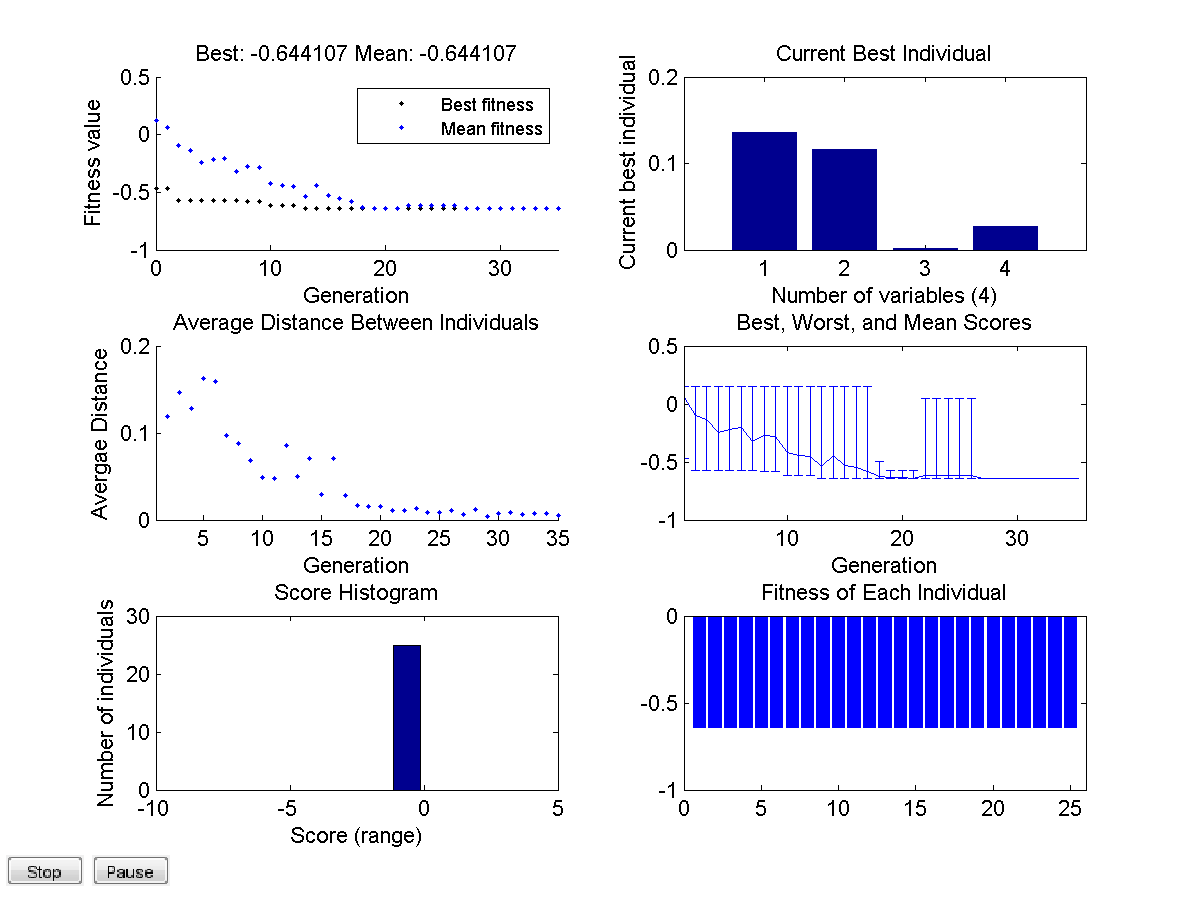 Best: -0.644107 Mean: -0.644107
0.5
0
-0.5
-1
Fitness value
Best fitness
Mean fitness
0 10 20 30
Generation
Current Best Individual
0.2
0.1
0
Current best individual
1 2 3 4
Number of variables (4)
Average Distance Between Individuals
0.2
0.1
0
Avergae Distance
5 10 15 20 25 30 35
Generation
Best, Worst, and Mean Scores
0.5
0
-0.5
-1
10 20 30
Generation
Score Histogram
30
20
10
0
Number of individuals
-10 -5 0 5
Score (range)
Fitness of Each Individual
0
-0.5
-1
0 5 10 15 20 25
Stop Pause